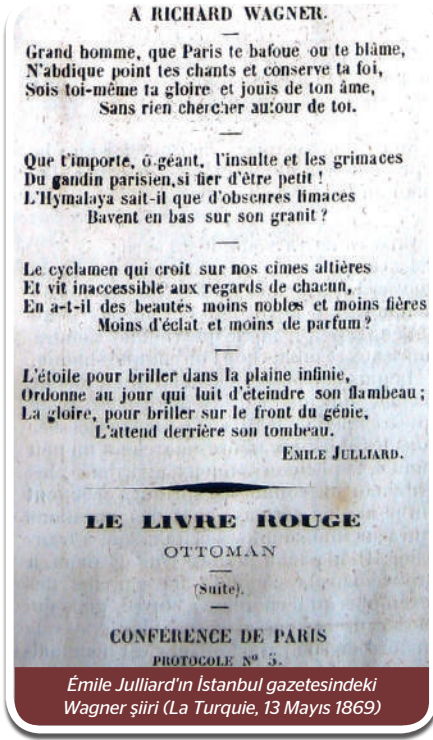 A RICHARD WAGNER.
Grand homme, que Paris te bafoue ou te blâme,
N'abdique point tes chants et conserve ta foi,
Sois toi-même ta gloire et jouis de ton âme,
Sans rien chercher autour de toi.
Que t'importe, ô géant, l'insulte et les grimaces
Du gandin parisien, si fier d'être petit !
L'Hymalaya sait-il que d'obscures limaces
Bavent en bas sur son granit ?
Le cyclamen qui croit sur nos cimes altières
Et vit inaccessible aux regards de chacun,
En a-t-il des beautés moins nobles et moins fières
Moins d'éclat et moins de parfum ?
L'étoile pour briller dans la plaine infinie,
Ordonne au jour qui luit d'éteindre son flambeau ;
La gloire, pour briller sur le front du génie,
L'attend derrière son tombeau.
EMILE JULLIARD.
LE LIVRE ROUGE
OTTOMAN
(Suite).
CONFÉRENCE DE PARIS
PROTOCOLE Nº 5.
Émile Julliard'ın İstanbul gazetesindeki
Wagner şiiri (La Turquie, 13 Mayıs 1869)